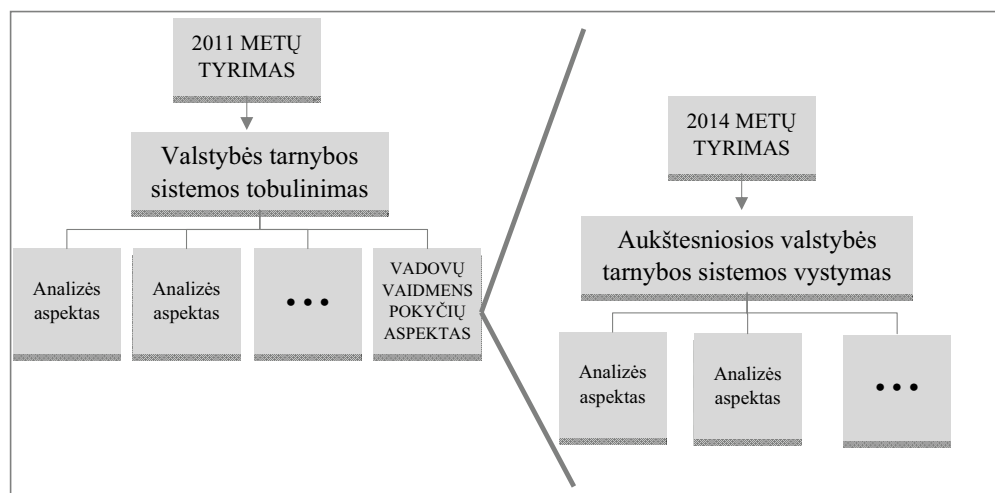 2011 METŲ
TYRIMAS
Valstybės tarnybos
sistemos tobulinimas
Analizės
aspektas
Analizės
aspektas
• • •
VADOVŲ
VAIDMENS
POKYČIŲ
ASPEKTAS
2014 METŲ
TYRIMAS
Aukštesniosios valstybės
tarnybos sistemos vystymas
Analizės
aspektas
Analizės
aspektas
• • •